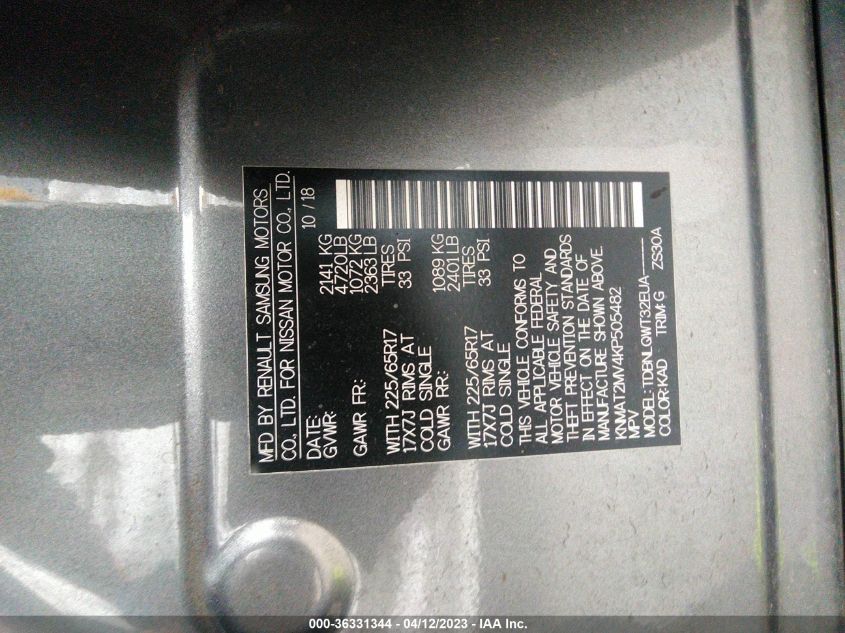 MFD BY RENAULT SAMSUNG MOTORS
CO., LTD. FOR NISSAN MOTOR CO., LTD.
DATE: 10 / 18
GVWR: 2141 KG
4720LB
GAWR FR: 1072 KG
2363 LB
WITH 225/65R17 TIRES
17X7J RIMS AT 33 PSI
COLD SINGLE
GAWR RR: 1089 KG
2401 LB
WITH 225/65R17 TIRES
17X7J RIMS AT 33 PSI
COLD SINGLE
THIS VEHICLE CONFORMS TO
ALL APPLICABLE FEDERAL
MOTOR VEHICLE SAFETY AND
THEFT PREVENTION STANDARDS
IN EFFECT ON THE DATE OF
MANUFACTURE SHOWN ABOVE.
KNMAT2MV4KP505482
MPV
MODEL: TDBNLQWT32EUA-------
COLOR:KAD TRIM:G ZS30A
000-36331344 - 04/12/2023 - IAA Inc.